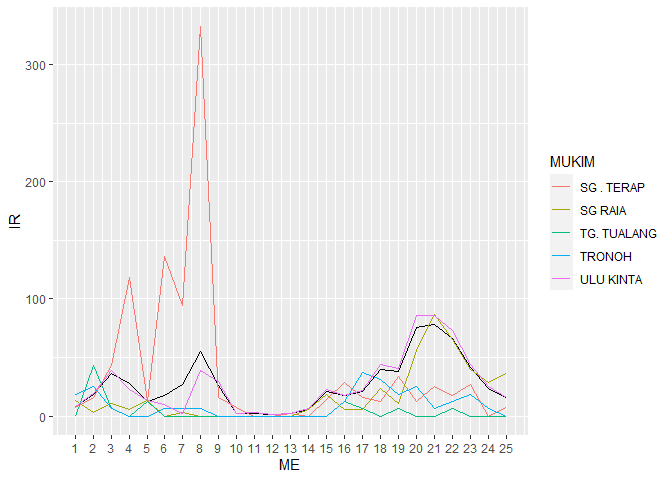 300
200
100
0
IR
1 2 3 4 5 6 7 8 9 10 11 12 13 14 15 16 17 18 19 20 21 22 23 24 25
ME
MUKIM
SG . TERAP
SG RAIA
TG. TUALANG
TRONOH
ULU KINTA